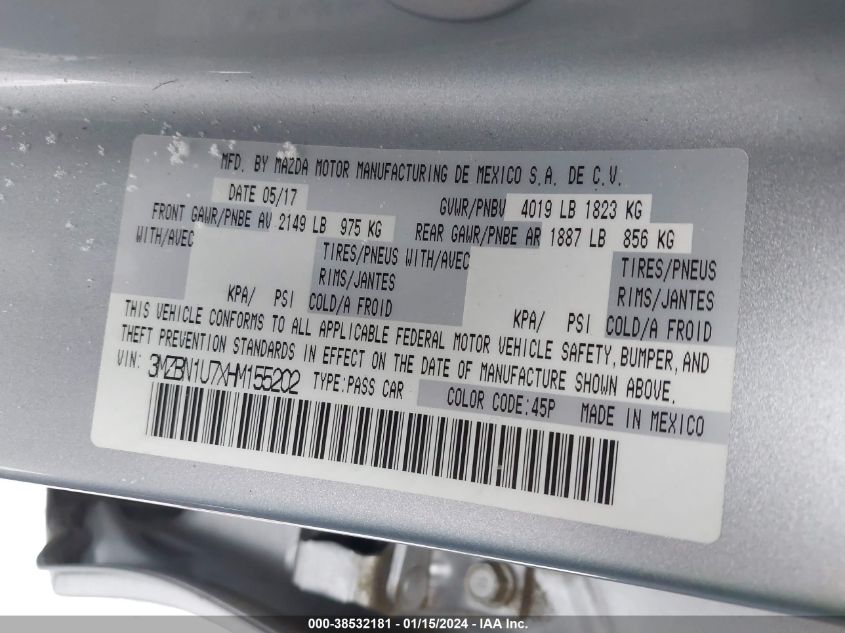 MFD. BY MAZDA MOTOR MANUFACTURING DE MEXICO S.A. DE C.V.
DATE 05/17 GVWR/PNBV 4019 LB 1823 KG
FRONT GAWR/PNBE AV 2149 LB 975 KG REAR GAWR/PNBE AR 1887 LB 856 KG
WITH/AVEC TIRES/PNEUS WITH/AVEC TIRES/PNEUS
RIMS/JANTES RIMS/JANTES
KPA/ PSI COLD/A FROID KPA/ PSI COLD/A FROID
THIS VEHICLE CONFORMS TO ALL APPLICABLE FEDERAL MOTOR VEHICLE SAFETY, BUMPER, AND
THEFT PREVENTION STANDARDS IN EFFECT ON THE DATE OF MANUFACTURE SHOWN ABOVE.
VIN: 3MZBN1U7XHM155202 TYPE:PASS CAR COLOR CODE:45P MADE IN MEXICO
000-38532181 - 01/15/2024 - IAA Inc.